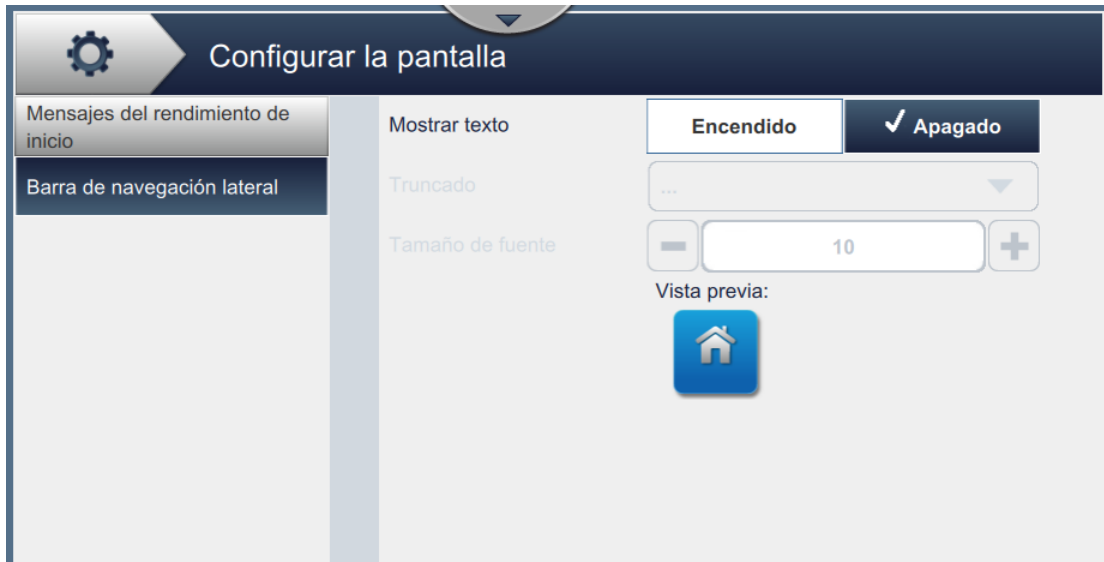 Configurar la pantalla
Mensajes del rendimiento de
inicio
Barra de navegación lateral
Mostrar texto
Encendido
Apagado
Truncado
...
Tamaño de fuente
10
Vista previa: